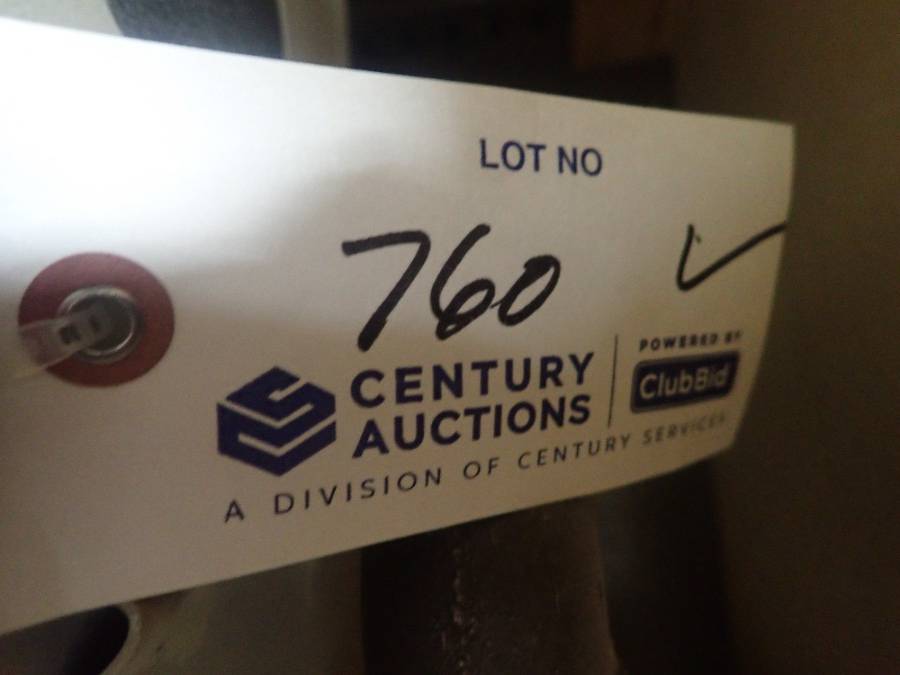 LOT NO
760
CENTURY
AUCTIONS
POWERED BY
ClubBid
A DIVISION OF CENTURY SERVICES